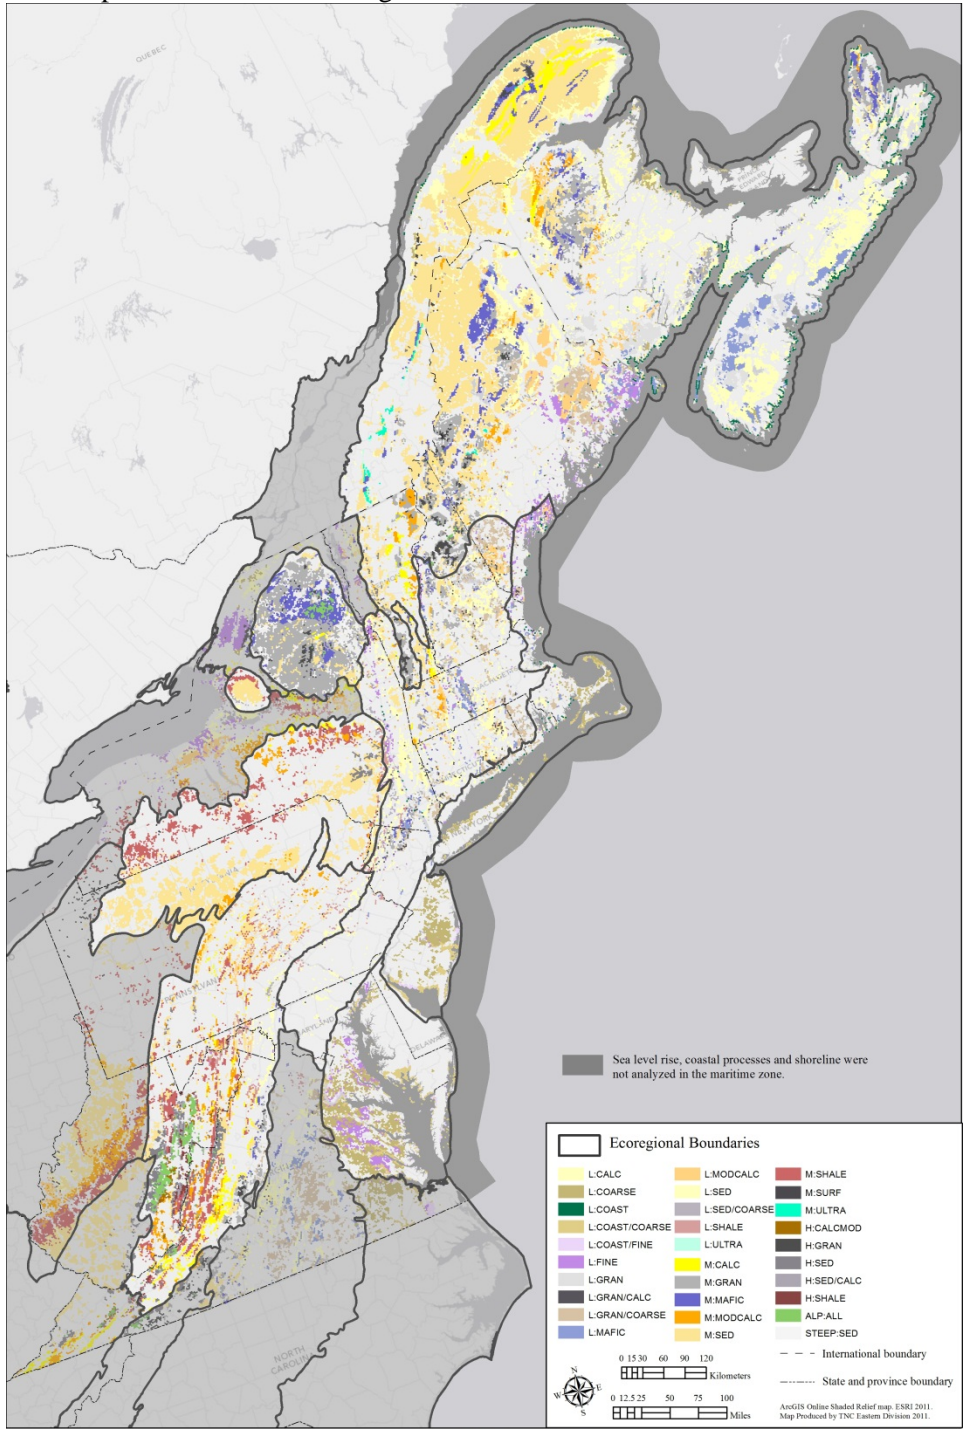 QUEBEC
PRINCE
EDWARD
ISLAND
NEW YORK
PENNSYLVANIA
MARYLAND
DELAWARE
NORTH
CAROLINA
Sea level rise, coastal processes and shoreline were
not analyzed in the maritime zone.
Ecoregional Boundaries
L:CALC
L:COARSE
L:COAST
L:COAST/COARSE
L:COAST/FINE
L:FINE
L:GRAN
L:GRAN/CALC
L:GRAN/COARSE
L:MAFIC
L:MODCALC
L:SED
L:SED/COARSE
L:SHALE
L:ULTRA
M:CALC
M:GRAN
M:MAFIC
M:MODCALC
M:SED
M:SHALE
M:SURF
M:ULTRA
H:CALCMOD
H:GRAN
H:SED
H:SED/CALC
H:SHALE
ALP:ALL
STEEP:SED
International boundary
State and province boundary
N
W E
S
0 15 30 60 90 120
Kilometers
0 12.5 25 50 75 100
Miles
ArcGIS Online Shaded Relief map. ESRI 2011.
Map Produced by TNC Eastern Division 2011.